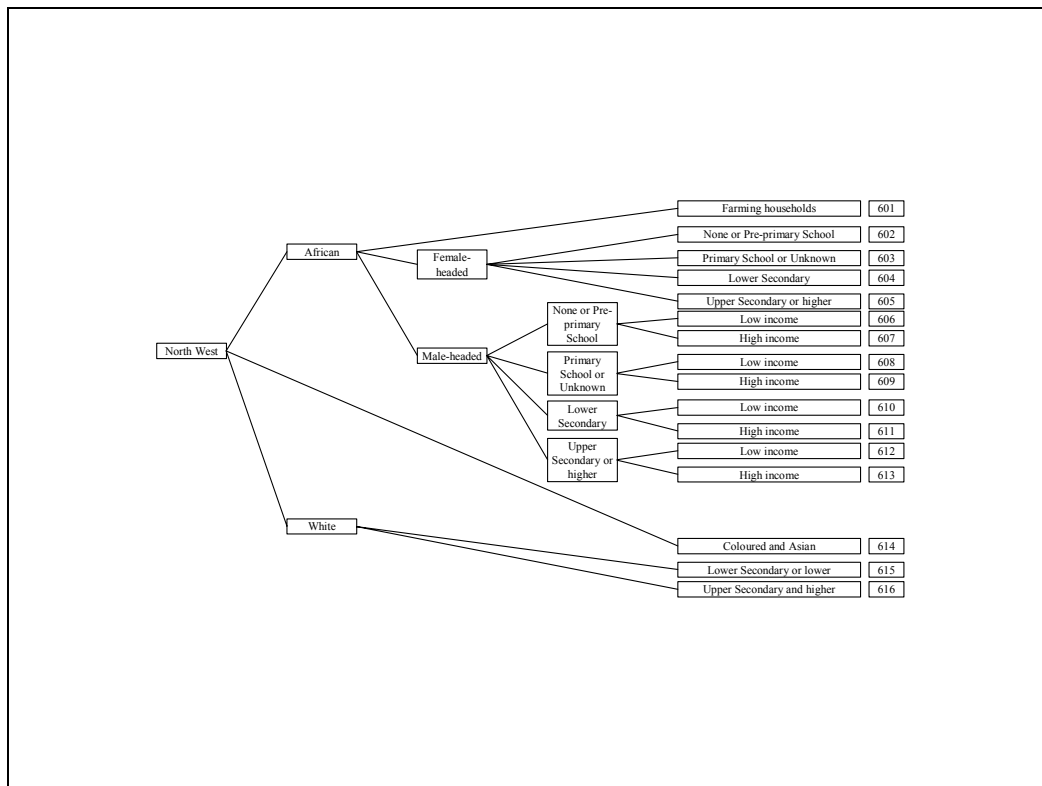 Farming households 601
None or Pre-primary School 602
African
Female-
headed
Primary School or Unknown 603
Lower Secondary 604
Upper Secondary or higher 605
None or Pre-
primary
School
Low income 606
High income 607
North West
Male-headed
Primary
School or
Unknown
Low income 608
High income 609
Lower
Secondary
Low income 610
High income 611
Upper
Secondary or
higher
Low income 612
High income 613
White
Coloured and Asian 614
Lower Secondary or lower 615
Upper Secondary and higher 616